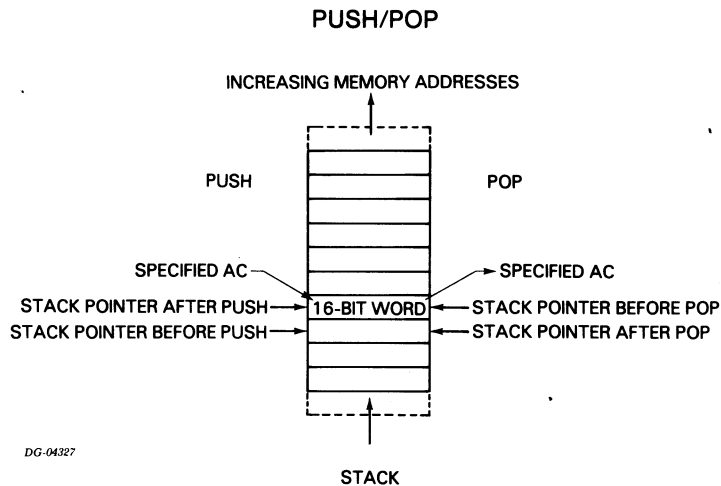 PUSH/POP
INCREASING MEMORY ADDRESSES
PUSH
POP
SPECIFIED AC
SPECIFIED AC
STACK POINTER AFTER PUSH
16-BIT WORD
STACK POINTER BEFORE POP
STACK POINTER BEFORE PUSH
STACK POINTER AFTER POP
DG-04327
STACK